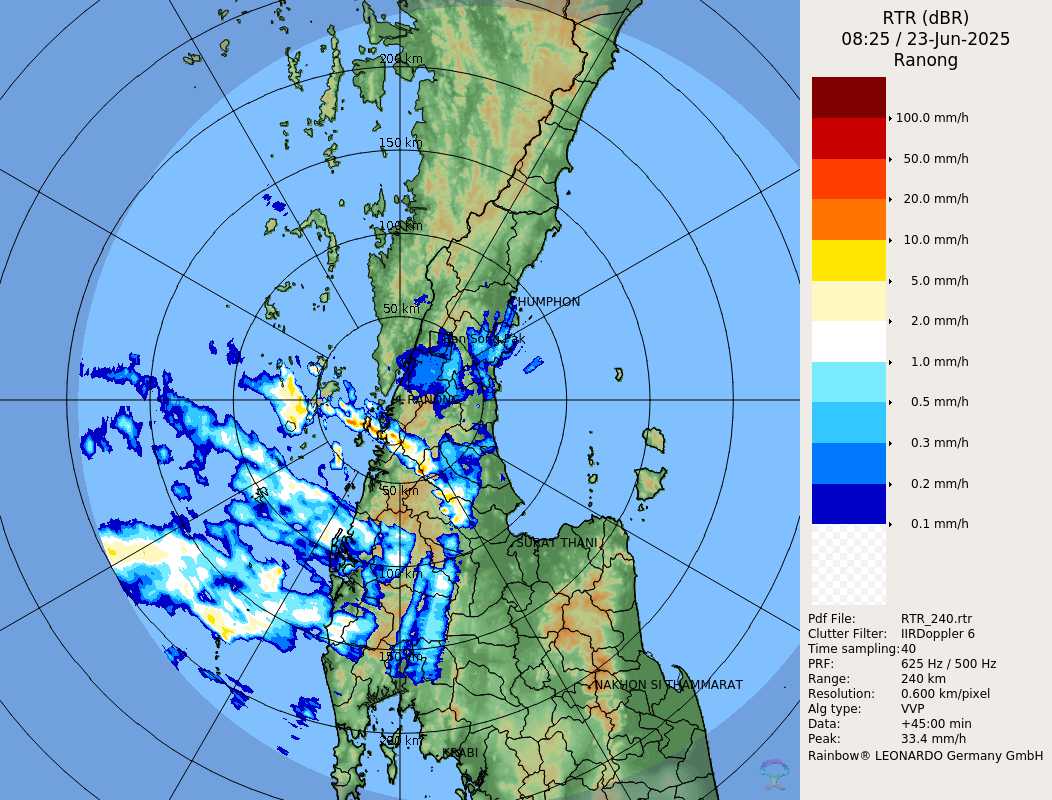 RTR (dBR)
08:25 / 23-Jun-2025
Ranong
100.0 mm/h
50.0 mm/h
20.0 mm/h
10.0 mm/h
5.0 mm/h
2.0 mm/h
1.0 mm/h
0.5 mm/h
0.3 mm/h
0.2 mm/h
0.1 mm/h
Pdf File: RTR_240.rtr
Clutter Filter: IIRDoppler 6
Time sampling:40
PRF: 625 Hz / 500 Hz
Range: 240 km
Resolution: 0.600 km/pixel
Alg type: VVP
Data: +45:00 min
Peak: 33.4 mm/h
Rainbow® LEONARDO Germany GmbH
200 km
150 km
100 km
CHUMPHON
50 km
Ban Song Pak
RANONG
50 km
SURAT THANI
100 km
150 km
NAKHON SI THAMMARAT
200 km
KRABI